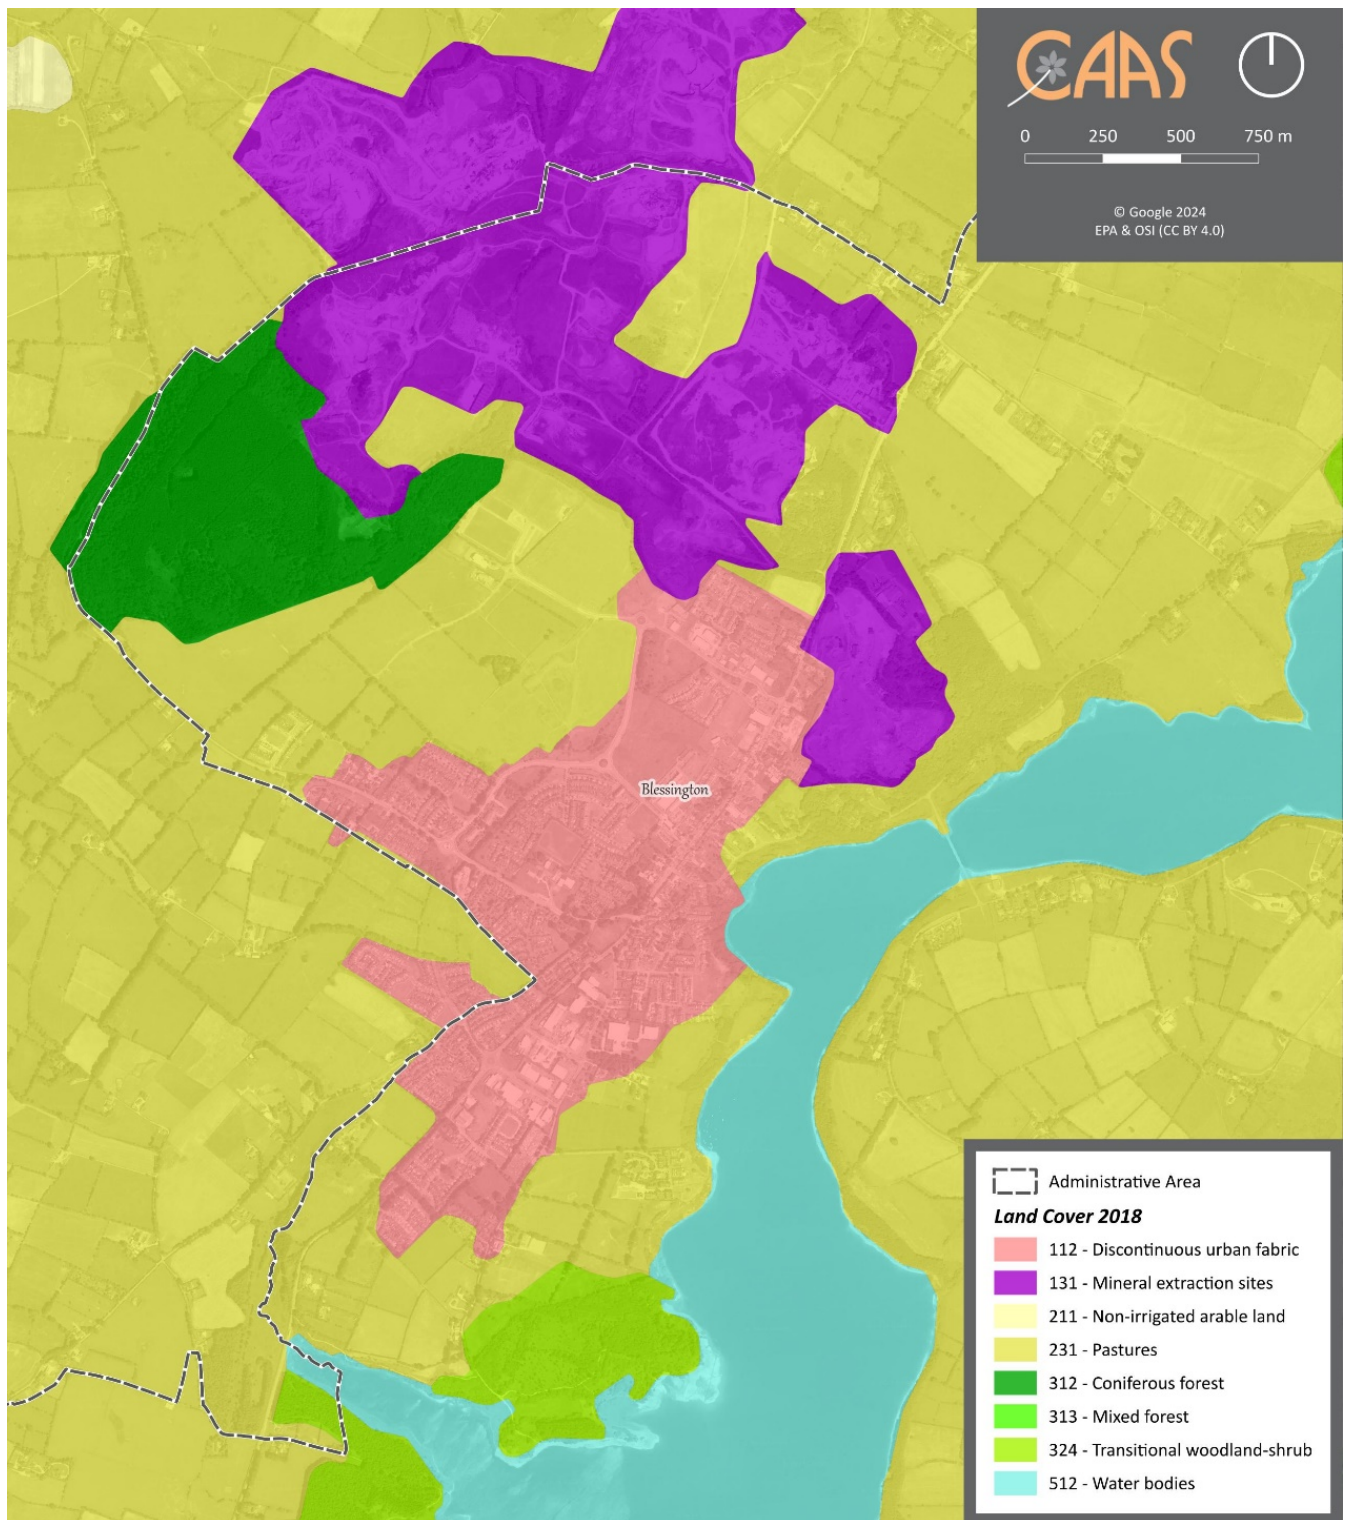 CAAS
0 250 500 750 m
© Google 2024
EPA & OSI (CC BY 4.0)
Blessington
Administrative Area
Land Cover 2018
112 - Discontinuous urban fabric
131 - Mineral extraction sites
211 - Non-irrigated arable land
231 - Pastures
312 - Coniferous forest
313 - Mixed forest
324 - Transitional woodland-shrub
512 - Water bodies